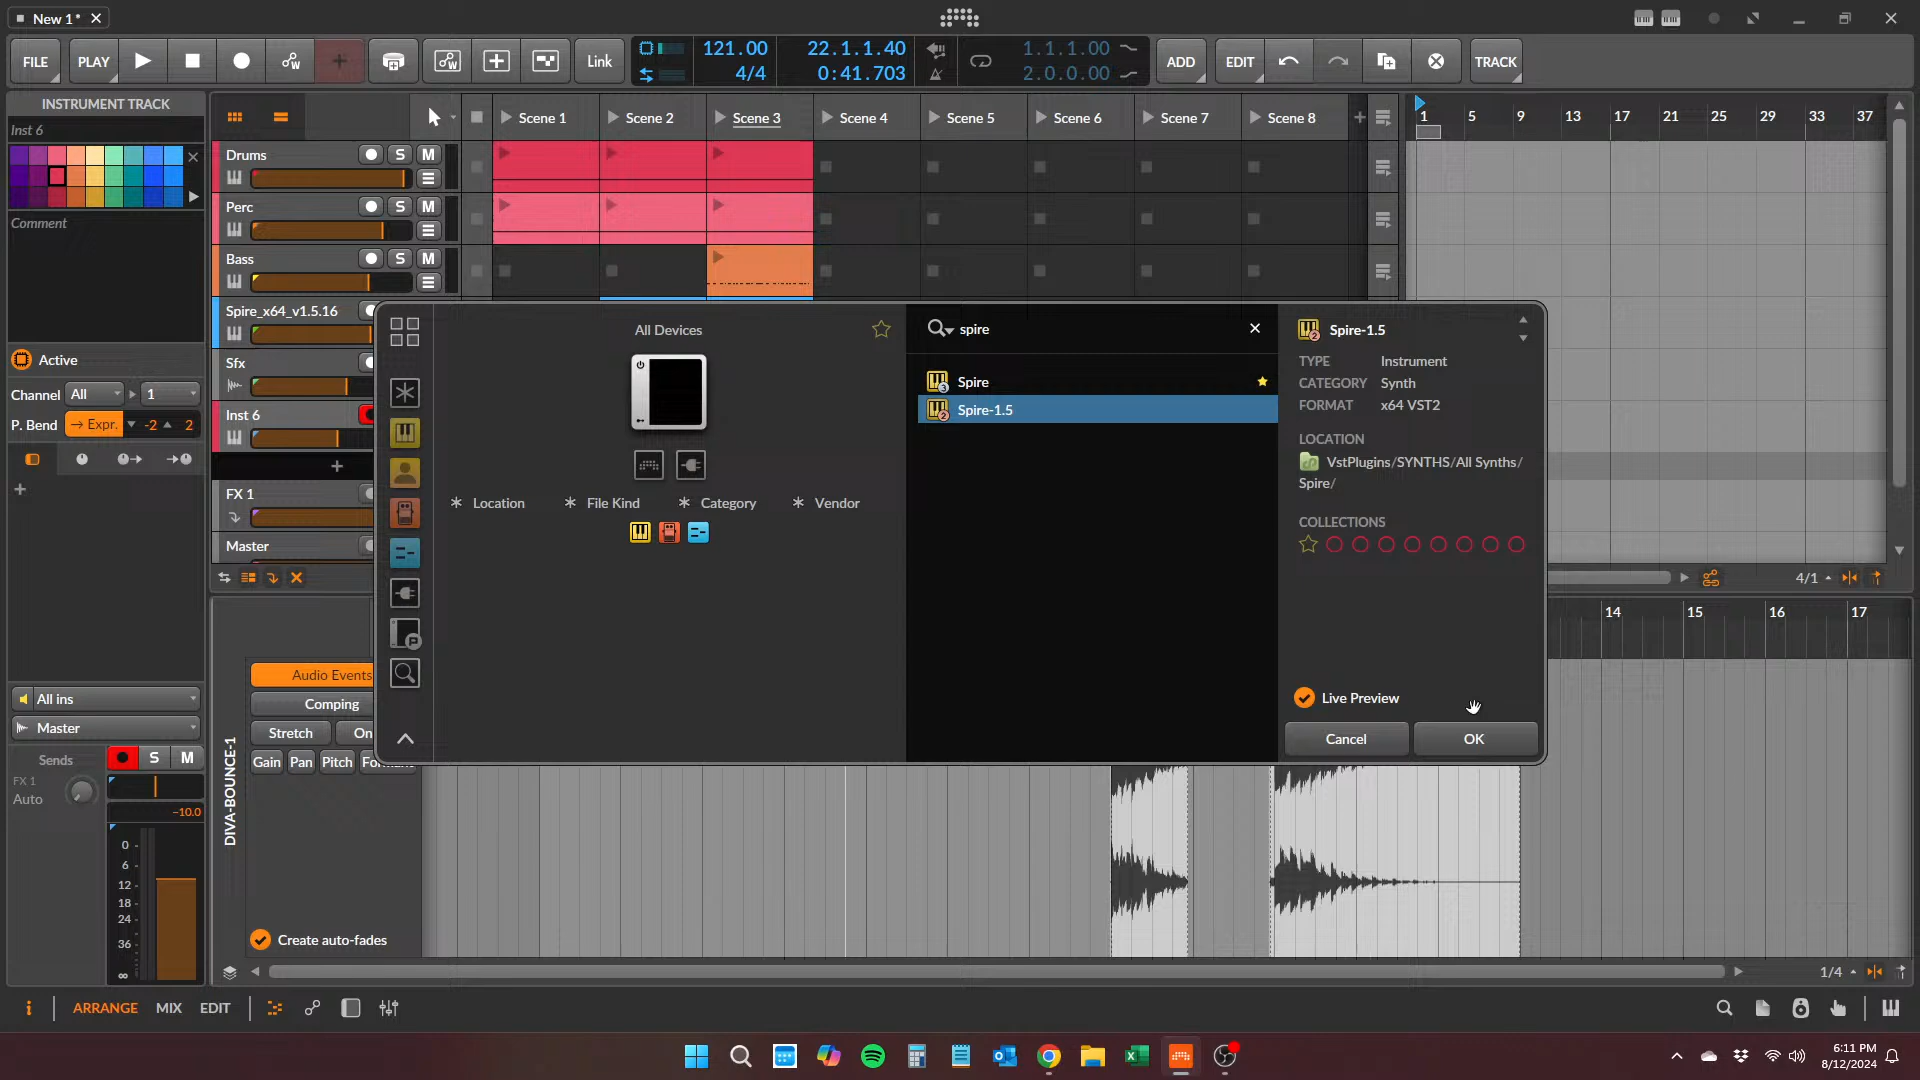 New 1*
FILE
PLAY
Link
121.00
4/4
22.1.1.40
0:41.703
1.1.1.00
2.0.0.00
ADD
EDIT
TRACK
INSTRUMENT TRACK
Inst 6
Comment
Active
Channel All 1
P. Bend Expr. -2 2
Scene 1 Scene 2 Scene 3 Scene 4 Scene 5 Scene 6 Scene 7 Scene 8
1 5 9 13 17 21 25 29 33 37
Drums S M
Perc S M
Bass S M
Spire_x64_v1.5.16
Sfx
Inst 6
FX 1
Master
All Devices
spire
Location File Kind Category Vendor
Spire
Spire-1.5
Spire-1.5
TYPE Instrument
CATEGORY Synth
FORMAT x64 VST2
LOCATION
VstPlugins/SYNTHS/All Synths/
Spire/
COLLECTIONS
Live Preview
Cancel OK
4/1
14 15 16 17
All ins
Master
Sends S M
FX 1
Auto
-10.0
0
6
12
18
24
36
∞
Audio Events
Comping
Stretch On
Gain Pan Pitch
DIVA-BOUNCE-1
Create auto-fades
1/4
i ARRANGE MIX EDIT
6:11 PM
8/12/2024